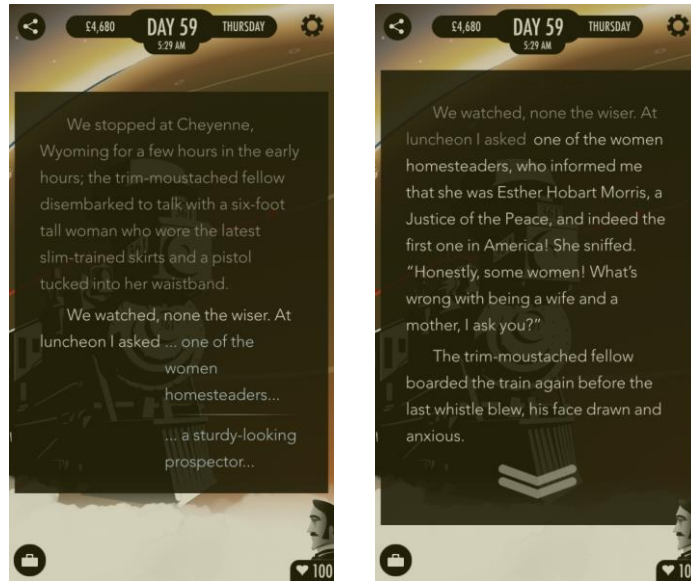 £4,680
DAY 59
THURSDAY
5:29 AM
We stopped at Cheyenne,
Wyoming for a few hours in the early
hours; the trim-moustached fellow
disembarked to talk with a six-foot
tall woman who wore the latest
slim-trained skirts and a pistol
tucked into her waistband.
We watched, none the wiser. At
luncheon I asked ... one of the
women
homesteaders...
... a sturdy-looking
prospector...
100
£4,680
DAY 59
THURSDAY
5:29 AM
We watched, none the wiser. At
luncheon I asked one of the women
homesteaders, who informed me
that she was Esther Hobart Morris, a
Justice of the Peace, and indeed the
first one in America! She sniffed.
"Honestly, some women! What's
wrong with being a wife and a
mother, I ask you?"
The trim-moustached fellow
boarded the train again before the
last whistle blew, his face drawn and
anxious.
10